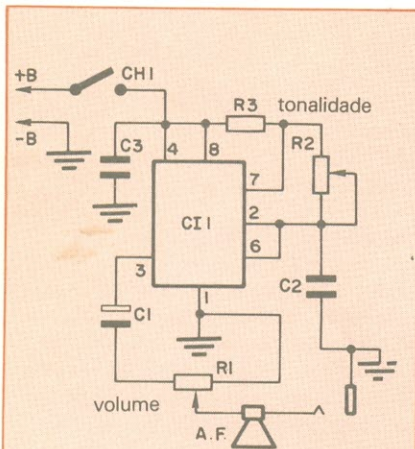 +B
CH1
-B
C3
R3
tonalidade
R2
4
8
7
2
6
CI1
3
1
C2
C1
R1
volume
A.F.